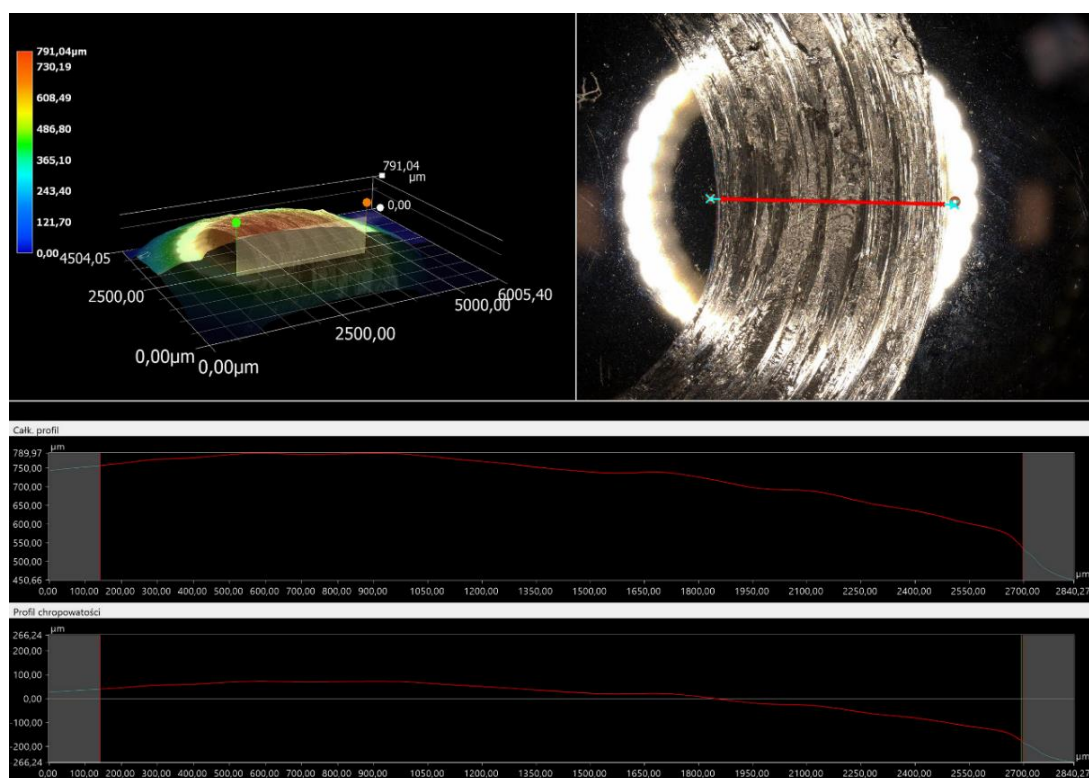 791,04µm
730,19
608,49
486,80
365,10
243,40
121,70
0,00
791,04
µm
0,00
4504,05
2500,00
0,00µm
0,00µm
2500,00
5000,00
6005,40
Całk. profil
µm
789,97
750,00
700,00
650,00
600,00
550,00
500,00
450,66
µm
0,00 100,00 200,00 300,00 400,00 500,00 600,00 700,00 800,00 900,00 1050,00 1200,00 1350,00 1500,00 1650,00 1800,00 1950,00 2100,00 2250,00 2400,00 2550,00 2700,00 2840,27
Profil chropowatości
µm
266,24
200,00
100,00
0,00
-100,00
-200,00
-266,24
µm
0,00 100,00 200,00 300,00 400,00 500,00 600,00 700,00 800,00 900,00 1050,00 1200,00 1350,00 1500,00 1650,00 1800,00 1950,00 2100,00 2250,00 2400,00 2550,00 2700,00 2840